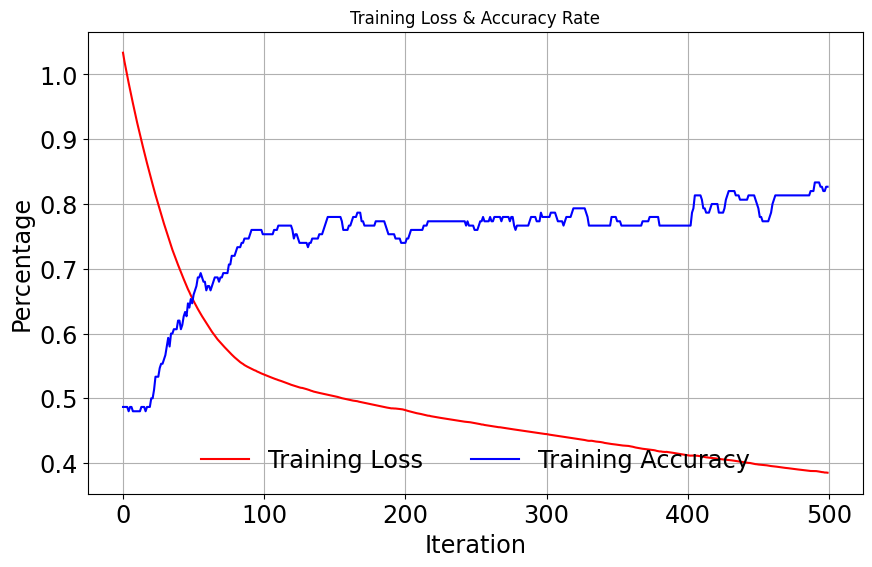 Training Loss & Accuracy Rate
1.0
0.9
0.8
0.7
0.6
0.5
0.4
Percentage
Training Loss
Training Accuracy
0
100
200
300
400
500
Iteration